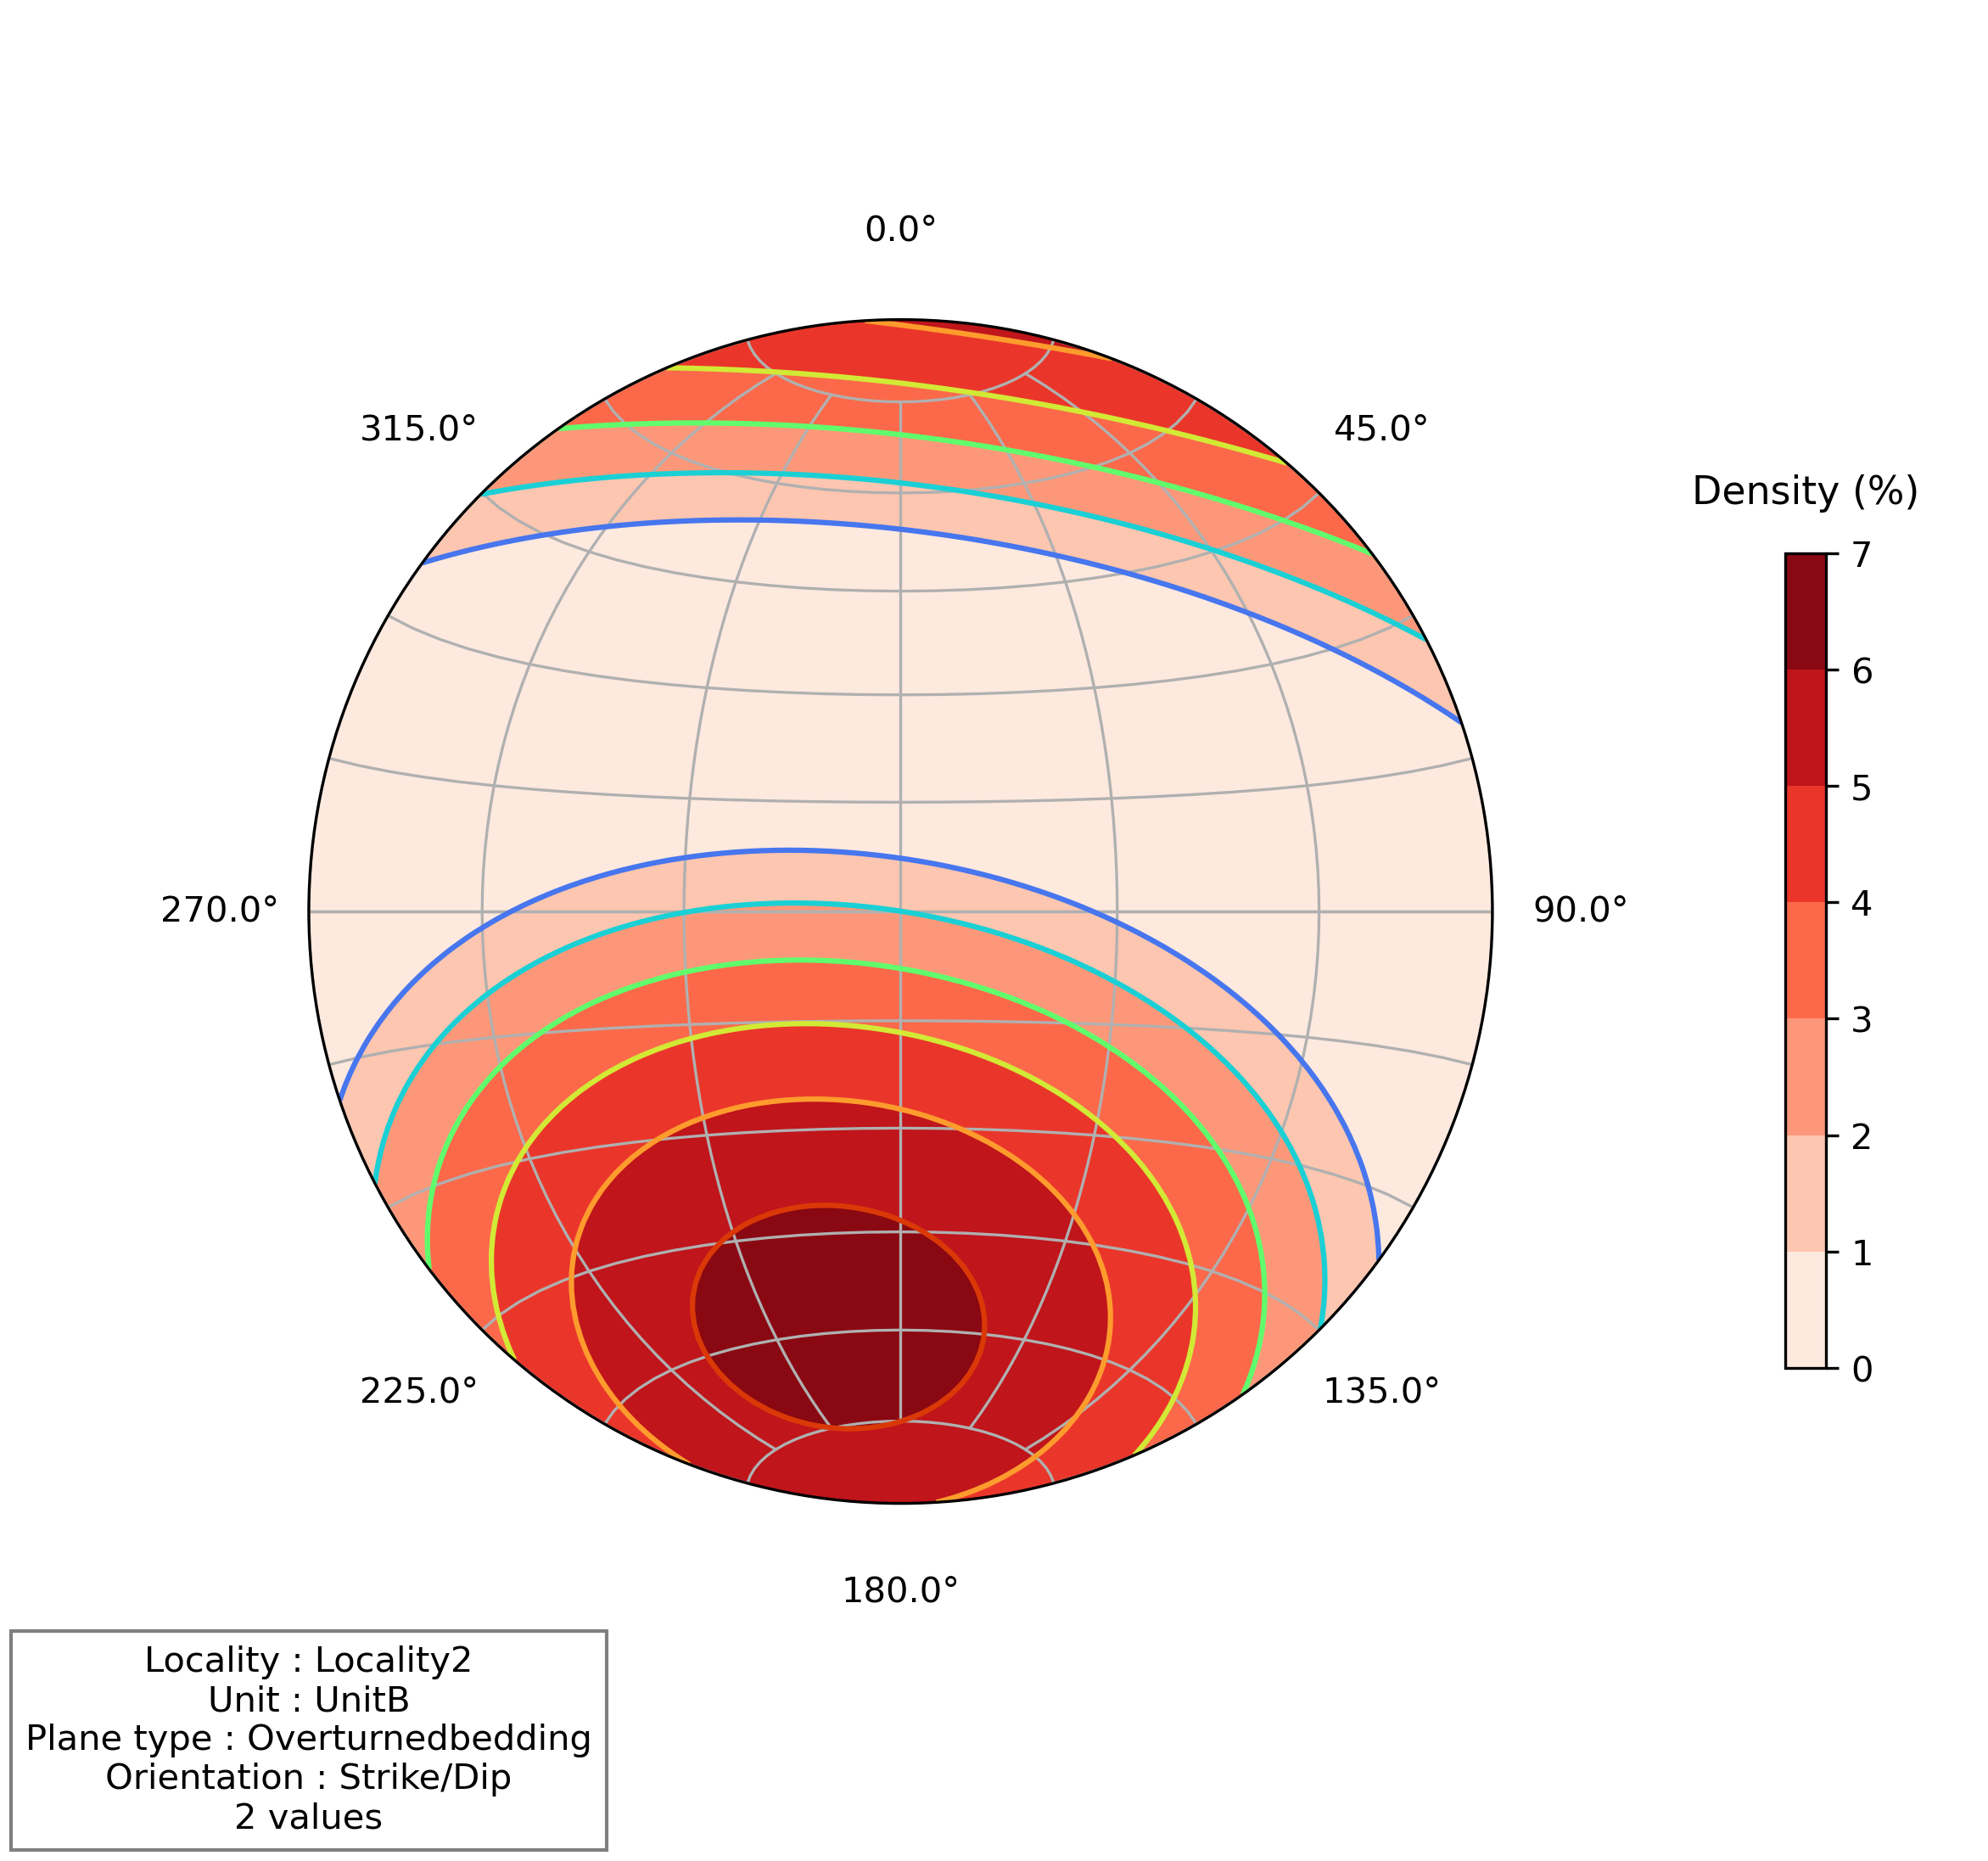 0.0°
315.0°
45.0°
Density (%)
7
6
5
4
3
2
1
0
270.0°
90.0°
225.0°
135.0°
180.0°
Locality : Locality2
Unit : UnitB
Plane type : Overturnedbedding
Orientation : Strike/Dip
2 values